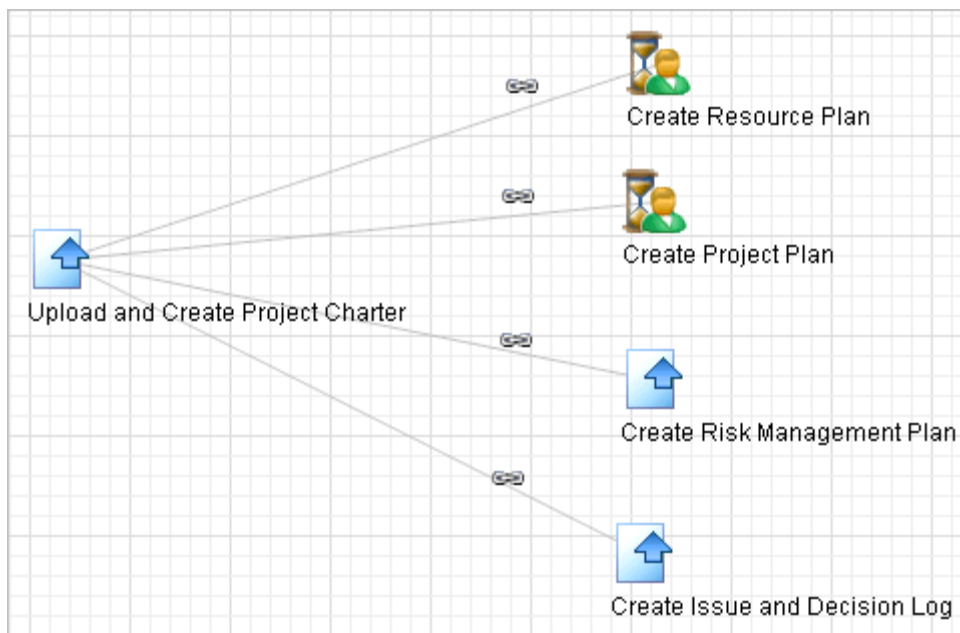 Create Resource Plan
Create Project Plan
Upload and Create Project Charter
Create Risk Management Plan
Create Issue and Decision Log